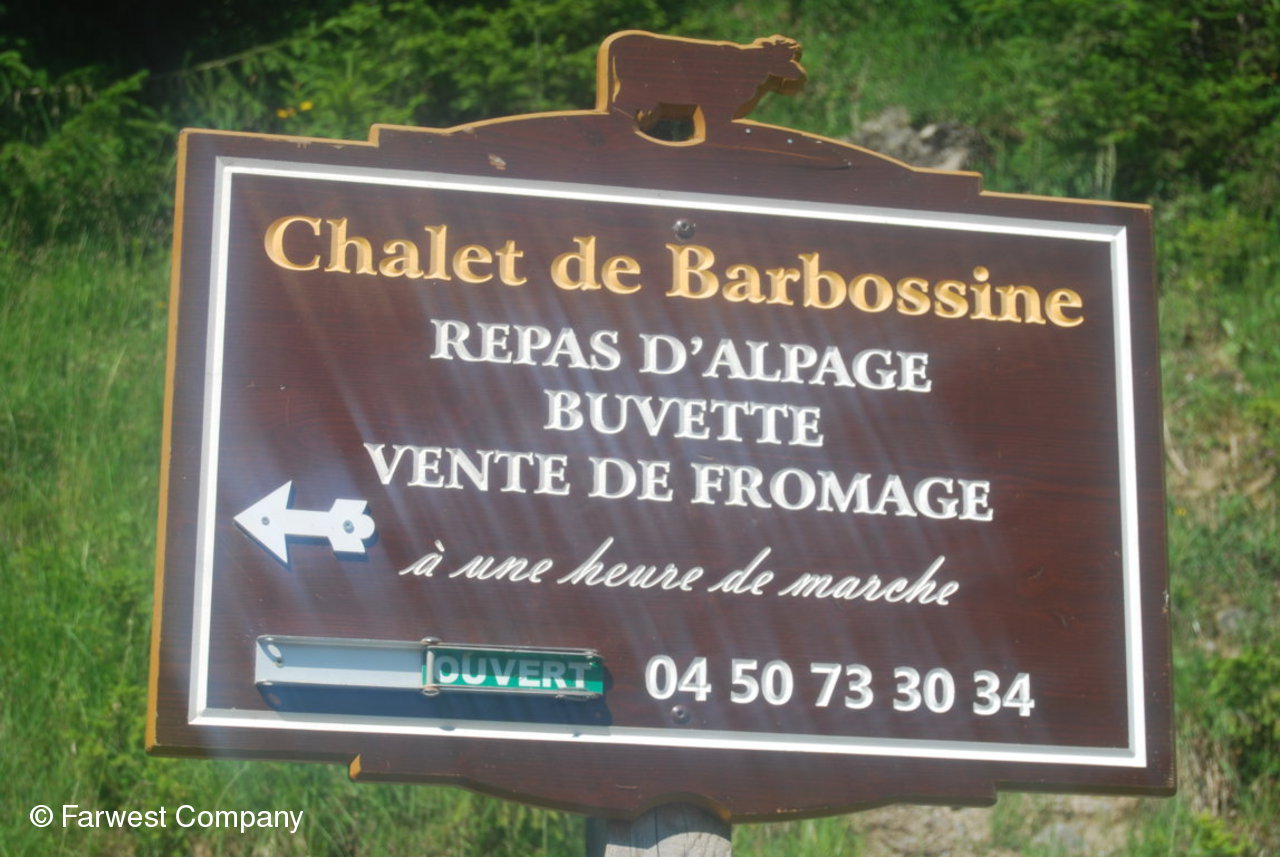 Chalet de Barbossine
REPAS D'ALPAGE
BUVETTE
VENTE DE FROMAGE
à une heure de marche
OUVERT
04 50 73 30 34
© Farwest Company